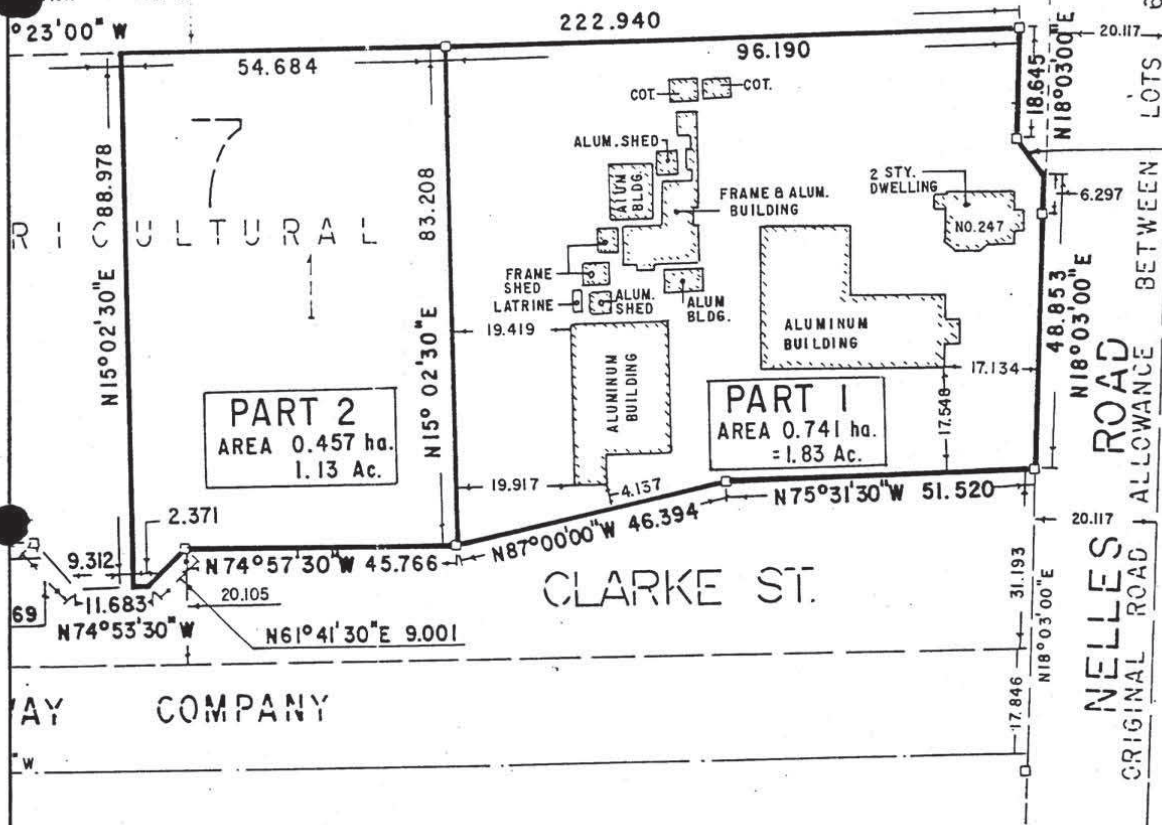 °23'00" W
222.940
54.684
96.190
18.645
N18°03'00"E
20.117
LOTS
COT.
COT.
7
ALUM. SHED
88.978
83.208
ALUM
BLDG.
FRAME & ALUM.
BUILDING
2 STY.
DWELLING
NO. 247
6.297
BETWEEN
RICULTURAL
1
FRAME
SHED
LATRINE
ALUM.
SHED
ALUM
BLDG.
N15°02'30"E
N15° 02'30"E
19.419
ALUMINUM
BUILDING
ALUMINUM
BUILDING
17.134
17.548
48.853
N18°03'00"E
PART 2
AREA 0.457 ha.
1.13 Ac.
PART 1
AREA 0.741 ha.
=1.83 Ac.
19.917
4.137
N75°31'30"W 51.520
N87°00'00"W 46.394
2.371
9.312
N74°57'30"W 45.766
69
11.683
N74°53'30"W
20.105
N61°41'30"E 9.001
CLARKE ST.
20.117
31.193
N18°03'00"E
17.846
NELLES ROAD
ORIGINAL ROAD ALLOWANCE
'AY COMPANY
"W.